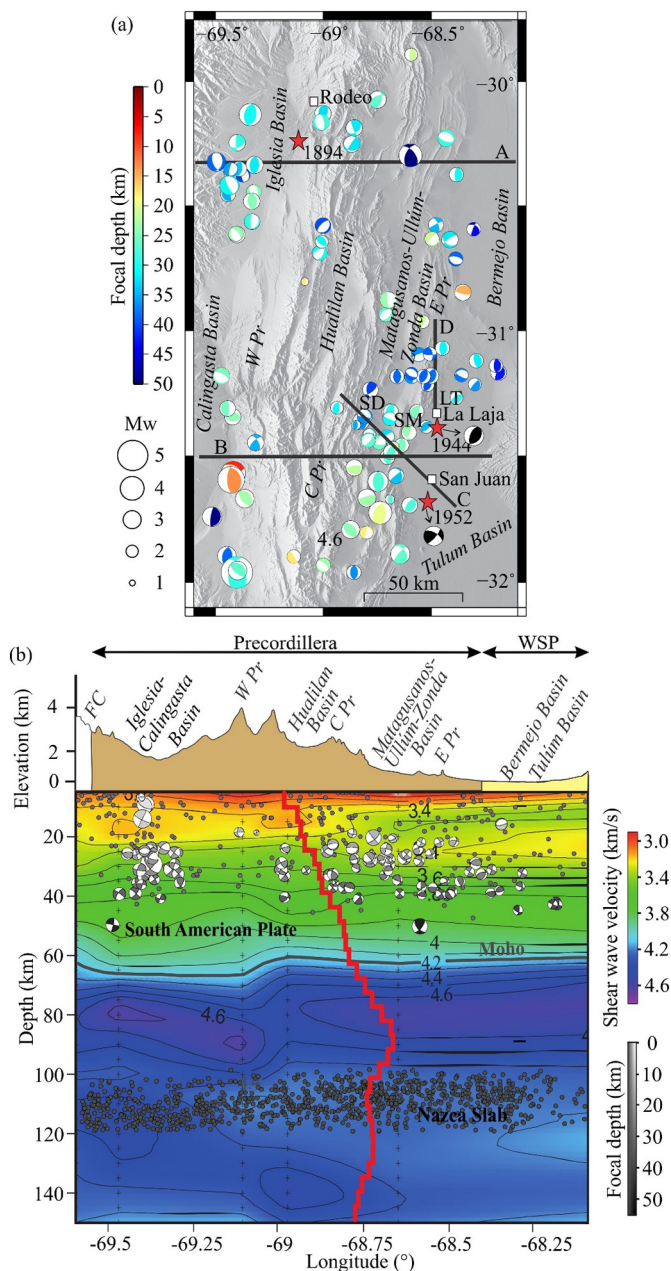 (a)
−69.5°
−69°
−68.5°
−30°
−31°
−32°
Focal depth (km)
0
10
20
30
40
50
Mw
5
4
3
2
1
Rodeo
1894
A
Iglesia Basin
Hualilan Basin
Matagusanos-Ullum-
Zonda Basin
E Pr
Bermejo Basin
Calingasta Basin
W Pr
D
LT
La Laja
SD
SM
1944
B
C Pr
San Juan
C
1952
4.6
Tulum Basin
50 km
(b)
Precordillera
WSP
Elevation (km)
4
2
0
FC
Iglesia-
Calingasta
Basin
W Pr
Hualilan
Basin
C Pr
Matagusanos-
Ullum-Zonda
Basin
E Pr
Bermejo Basin
Tulúm Basin
Depth (km)
20
40
60
80
100
120
140
3.4
3.6
South American Plate
4
Moho
4.2
4.4
4.6
4.6
Nazca Slab
−69.5
−69.25
−69
−68.75
−68.5
−68.25
Longitude (°)
Shear wave velocity (km/s)
3.0
3.4
3.8
4.2
4.6
Focal depth (km)
0
10
20
30
40
50